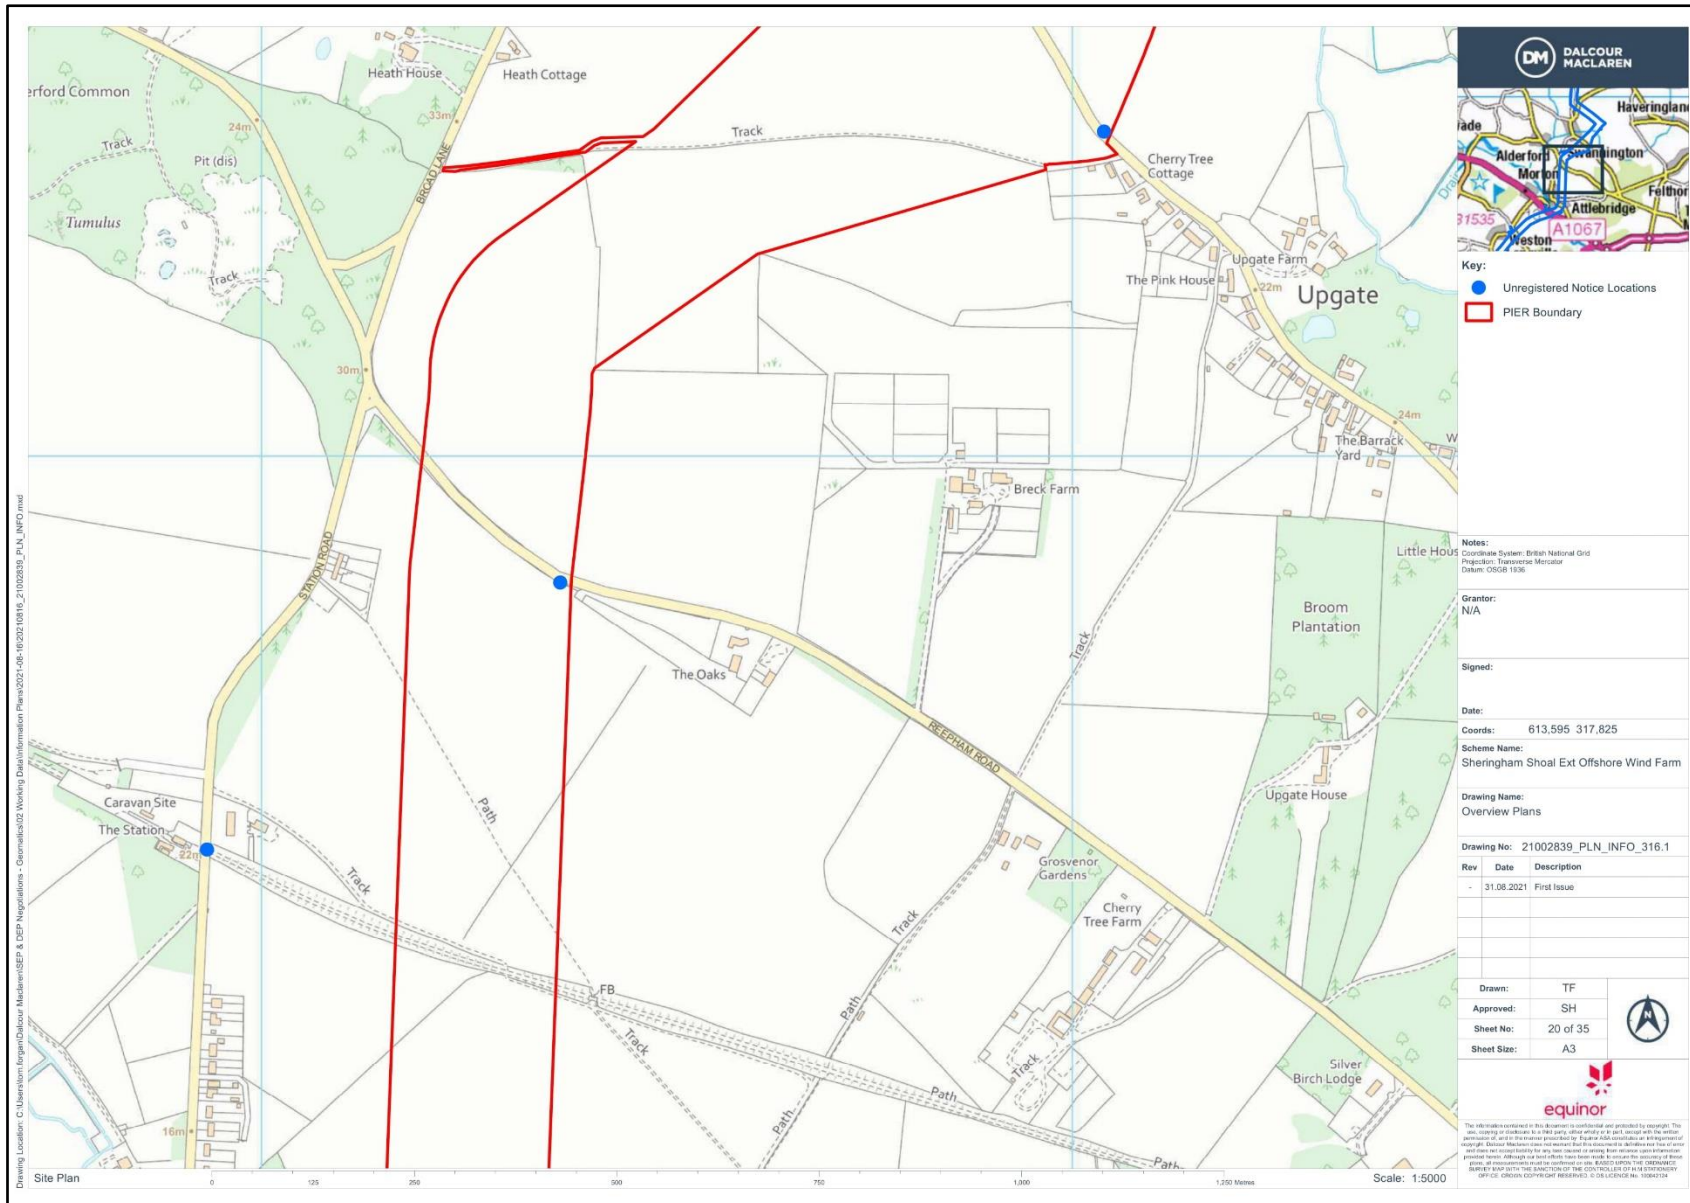 Heath House
Heath Cottage
erford Common
24m
33m
Track
Track
Pit (dis)
BROAD LANE
Cherry Tree
Cottage
Tumulus
Track
Upgate Farm
The Pink House
22m
Upgate
30m
24m
The Barrack
Yard
W
Breck Farm
Little Hous
STATION ROAD
Broom
Plantation
Track
The Oaks
REEPHAM ROAD
Upgate House
Caravan Site
The Station
22m
Path
Track
Grosvenor
Gardens
Cherry
Tree Farm
Track
FB
Path
Track
Track
Path
Path
Silver
Birch Lodge
16m
Path
Site Plan
0 125 250 500 750 1,000 1,250 Metres
Scale: 1:5000
DM
DALCOUR
MACLAREN
Haveringlan
Alderford
Swannington
Morton
Felthor
Attlebridge
A1067
Weston
Drain
Key:
Unregistered Notice Locations
PIER Boundary
Notes:
Coordinate System: British National Grid
Projection: Transverse Mercator
Datum: OSGB 1936
Grantor:
N/A
Signed:
Date:
Coords: 613,595 317,825
Scheme Name:
Sheringham Shoal Ext Offshore Wind Farm
Drawing Name:
Overview Plans
Drawing No: 21002839_PLN_INFO_316.1
Rev Date Description
- 31.08.2021 First Issue
Drawn: TF
Approved: SH
Sheet No: 20 of 35
Sheet Size: A3
N
equinor